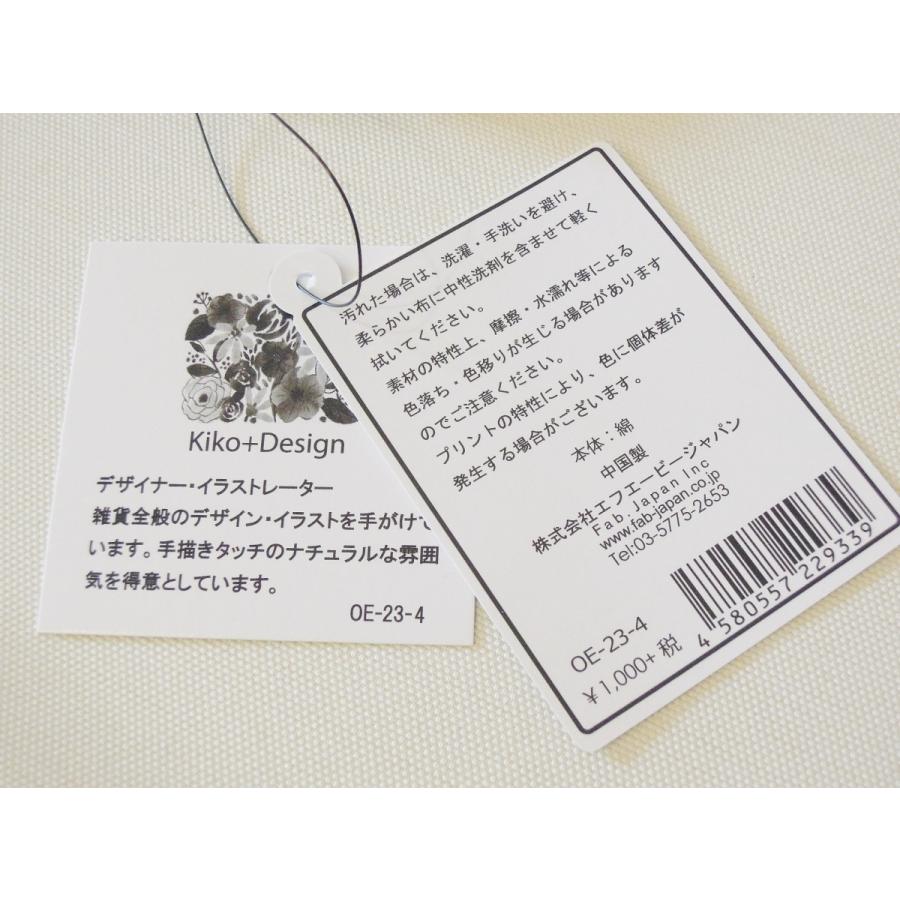 Kiko+Design
デザイナー・イラストレーター
雑貨全般のデザイン・イラストを手がけて
います。手描きタッチのナチュラルな雰囲
気を得意としています。
OE-23-4
汚れた場合は、洗濯・手洗いを避け、
柔らかい布に中性洗剤を含ませて軽く
拭いてください。
素材の特性上、摩擦・水濡れ等による
色落ち・色移りが生じる場合があります
のでご注意ください。
プリントの特性により、色に個体差が
発生する場合がございます。
本体:綿
中国製
株式会社エフエービージャパン
Fab, Japan Inc
www.fab-japan.co.jp
Tel:03-5775-2653
OE-23-4
¥1,000+税
4 580557 229339